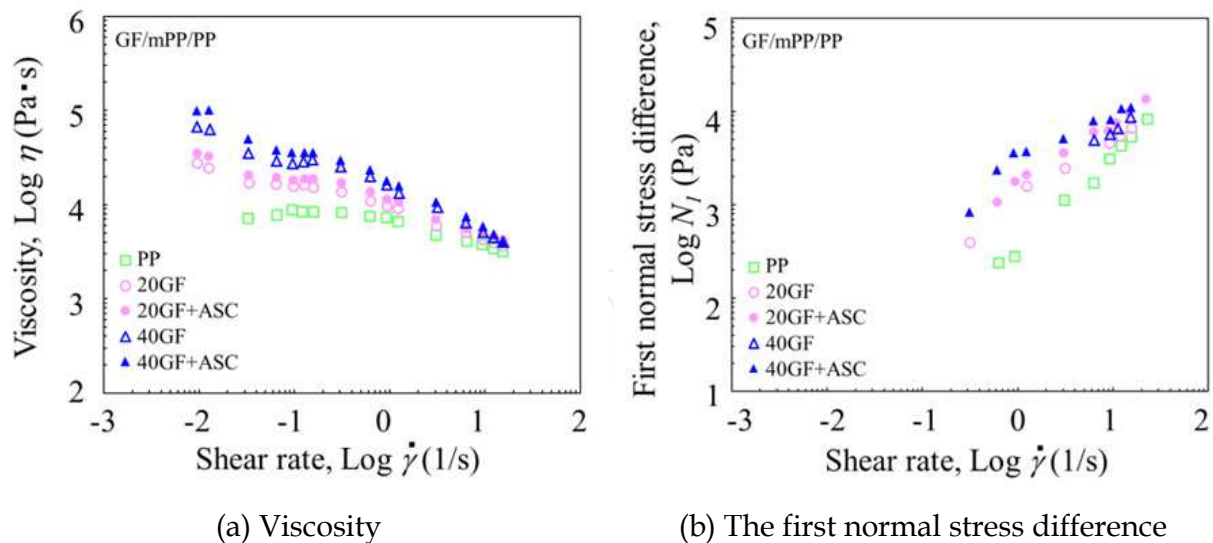 6
5
4
3
2
Viscosity, Log η (Pa・s)
GF/mPP/PP
PP
20GF
20GF+ASC
40GF
40GF+ASC
-3 -2 -1 0 1 2
Shear rate, Log γ̇ (1/s)
(a) Viscosity
5
4
3
2
1
First normal stress difference,
Log N1 (Pa)
GF/mPP/PP
PP
20GF
20GF+ASC
40GF
40GF+ASC
-3 -2 -1 0 1 2
Shear rate, Log γ̇ (1/s)
(b) The first normal stress difference